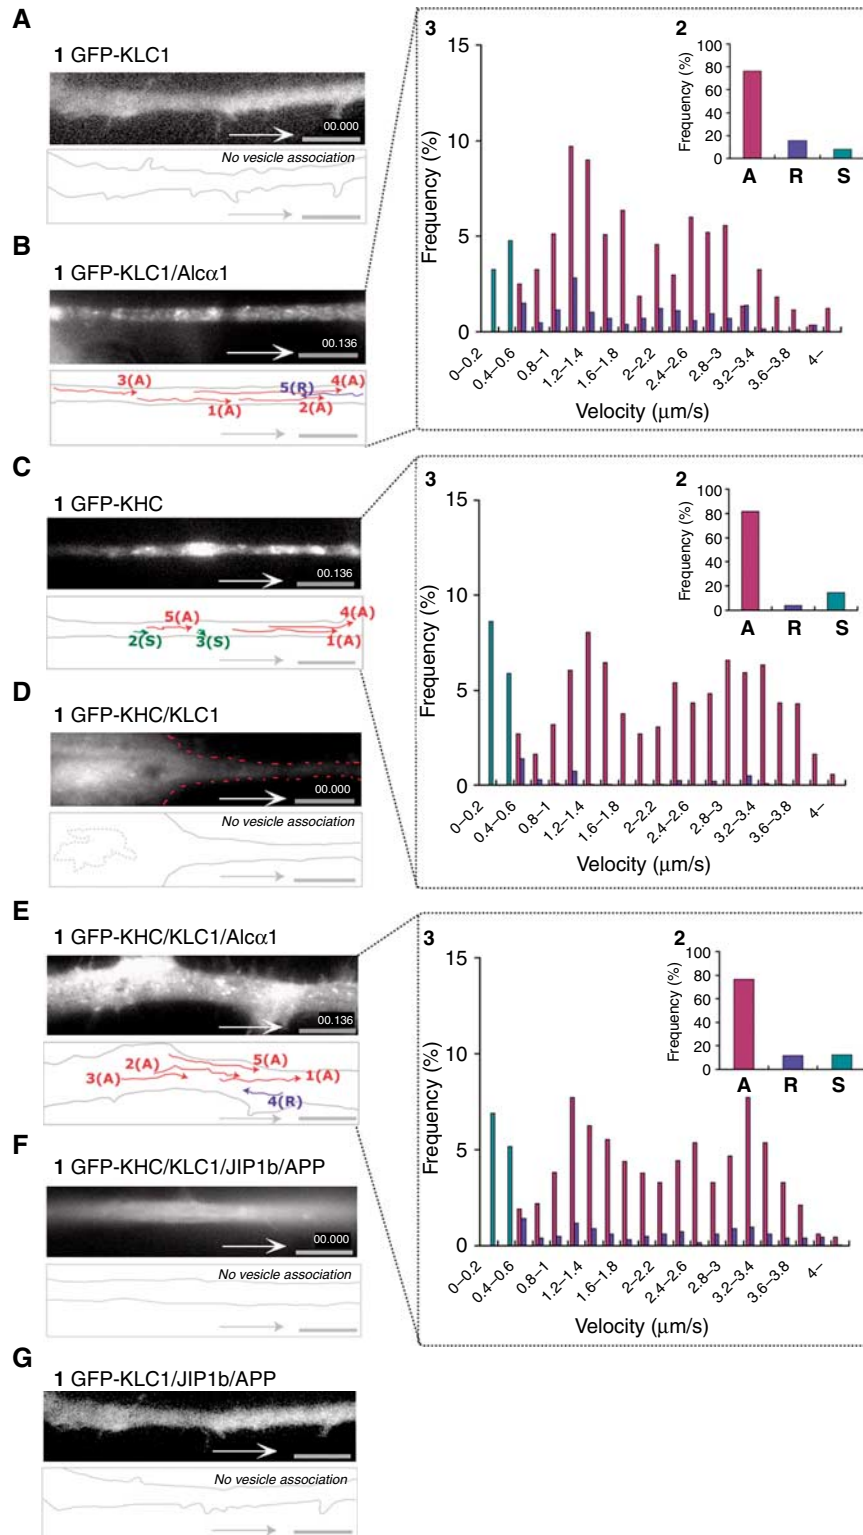 A
1 GFP-KLC1
00.000
No vesicle association
B
1 GFP-KLC1/Alcα1
00.136
3(A)
4(A)
5(R)
1(A)
2(A)
3
15
10
5
0
Frequency (%)
0–0.2
0.4–0.6
0.8–1
1.2–1.4
1.6–1.8
2–2.2
2.4–2.6
2.8–3
3.2–3.4
3.6–3.8
4–
Velocity (μm/s)
2
100
80
60
40
20
0
Frequency (%)
A R S
C
1 GFP-KHC
00.136
4(A)
5(A)
2(S)
3(S)
1(A)
D
1 GFP-KHC/KLC1
00.000
No vesicle association
3
15
10
5
0
Frequency (%)
0–0.2
0.4–0.6
0.8–1
1.2–1.4
1.6–1.8
2–2.2
2.4–2.6
2.8–3
3.2–3.4
3.6–3.8
4–
Velocity (μm/s)
2
100
80
60
40
20
0
Frequency (%)
A R S
E
1 GFP-KHC/KLC1/Alcα1
00.136
2(A)
5(A)
3(A)
1(A)
4(R)
3
15
10
5
0
Frequency (%)
0–0.2
0.4–0.6
0.8–1
1.2–1.4
1.6–1.8
2–2.2
2.4–2.6
2.8–3
3.2–3.4
3.6–3.8
4–
Velocity (μm/s)
2
100
80
60
40
20
0
Frequency (%)
A R S
F
1 GFP-KHC/KLC1/JIP1b/APP
00.000
No vesicle association
G
1 GFP-KLC1/JIP1b/APP
00.000
No vesicle association